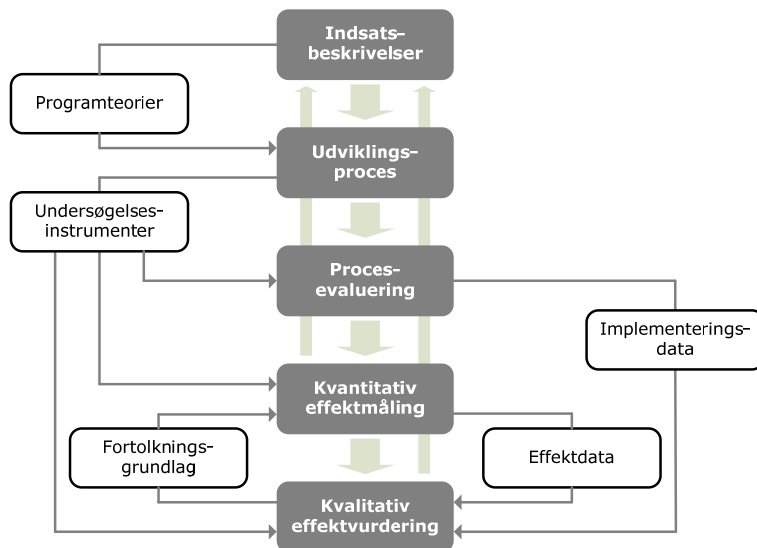 Indsats-
beskrivelser
Programteorier
Udviklings-
proces
Undersøgelses-
instrumenter
Proces-
evaluering
Implementerings-
data
Kvantitativ
effektmåling
Fortolknings-
grundlag
Effektdata
Kvalitativ
effektvurdering